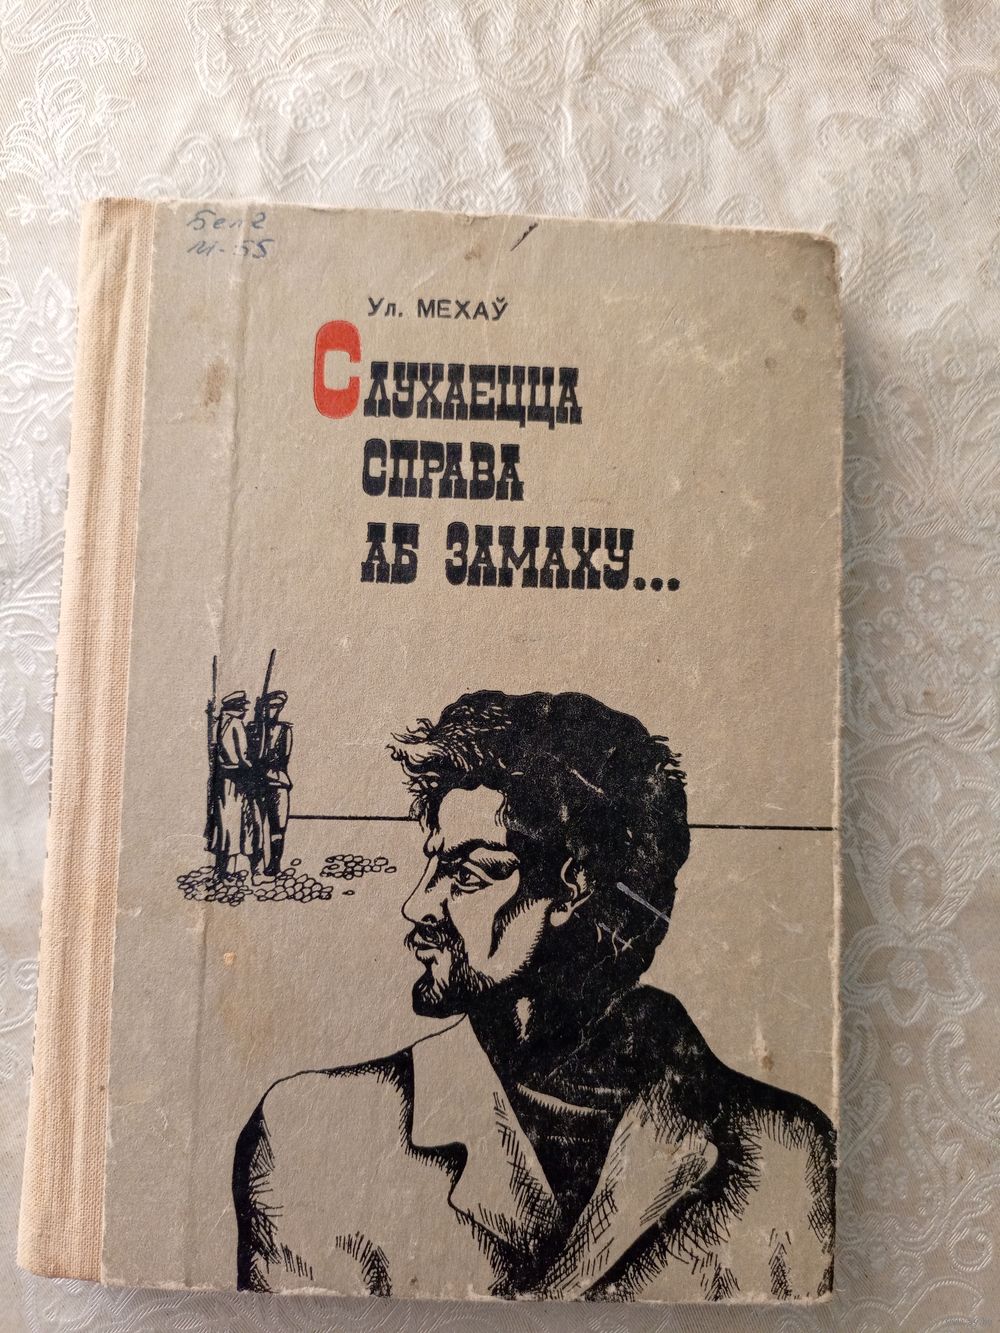 Бел2
М-55
Ул. МЕХАЎ
СЛУХАЕЦЦА
СПРАВА
АБ ЗАМАХУ...